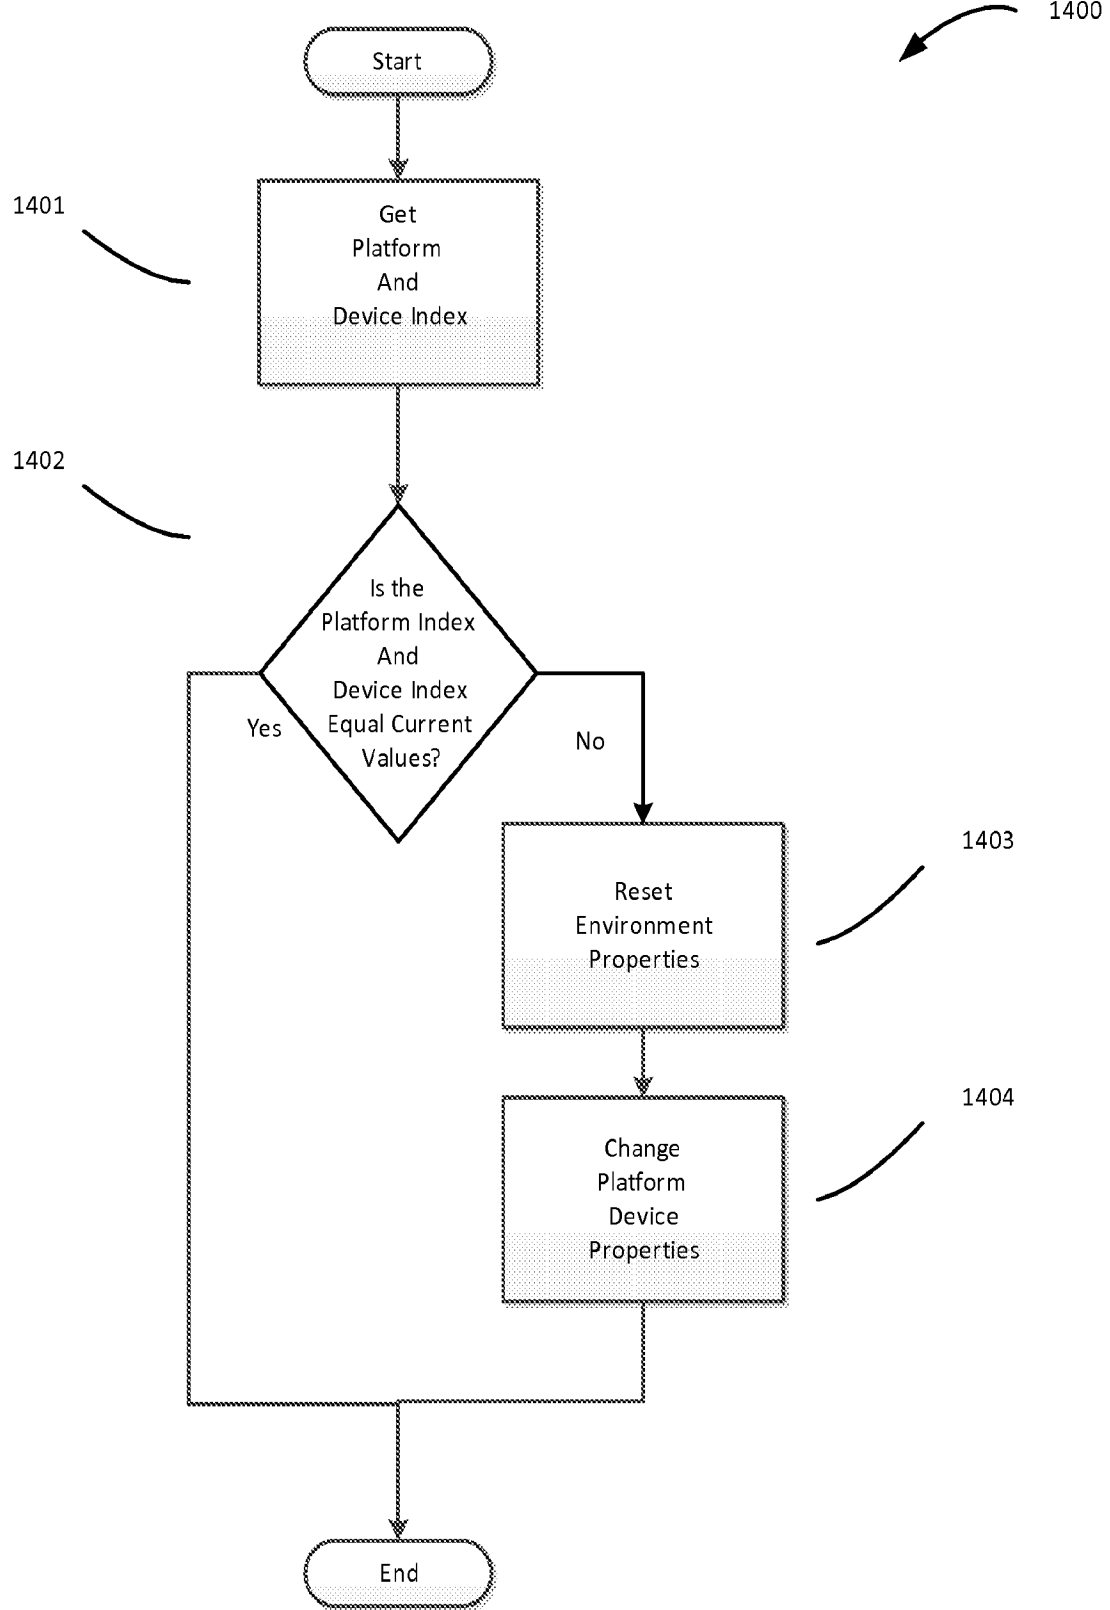 1400
Start
1401
Get
Platform
And
Device Index
1402
Is the
Platform Index
And
Device Index
Equal Current
Values?
Yes
No
1403
Reset
Environment
Properties
1404
Change
Platform
Device
Properties
End